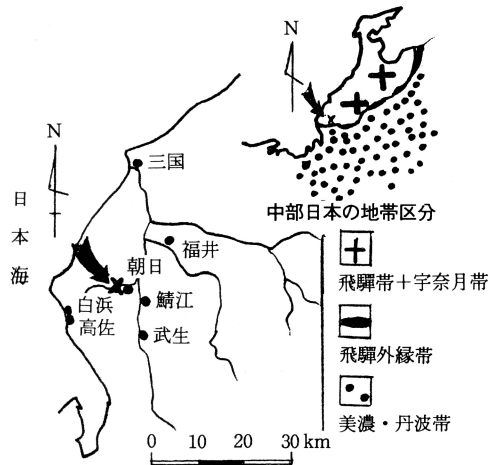 N
N
三国
中部日本の地帯区分
日本海
福井
飛騨帯＋宇奈月帯
朝日
白浜
鯖江
高佐
武生
飛騨外縁帯
美濃・丹波帯
0 10 20 30 km